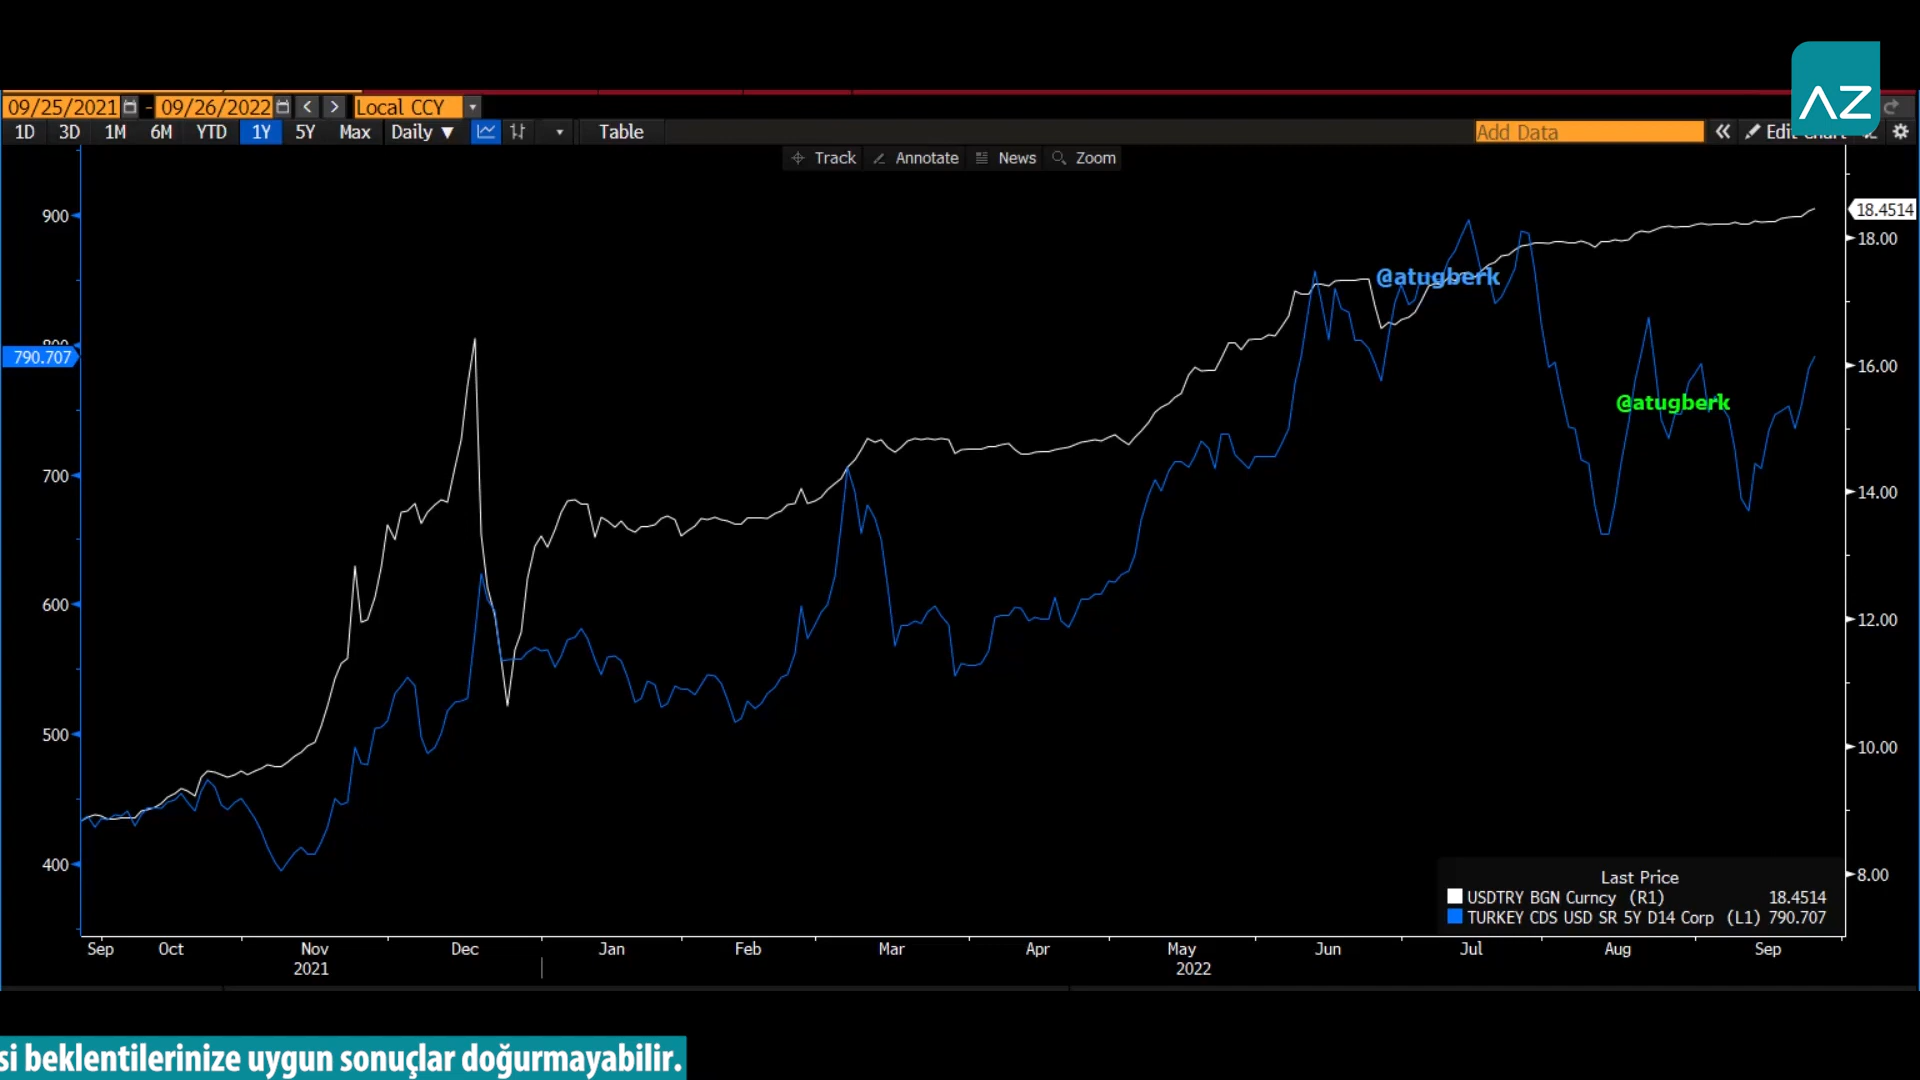 AZ
09/25/2021 - 09/26/2022 < > Local CCY
1D 3D 1M 6M YTD 1Y 5Y Max Daily ▼ Table Add Data « Edit Chart
Track Annotate News Zoom
900
800
790.707
700
600
500
400
18.4514
18.00
16.00
14.00
12.00
10.00
8.00
@atugberk
@atugberk
Last Price
USDTRY BGN Curncy (R1) 18.4514
TURKEY CDS USD SR 5Y D14 Corp (L1) 790.707
Sep Oct Nov Dec Jan Feb Mar Apr May Jun Jul Aug Sep
2021 2022
si beklentilerinize uygun sonuçlar doğurmayabilir.